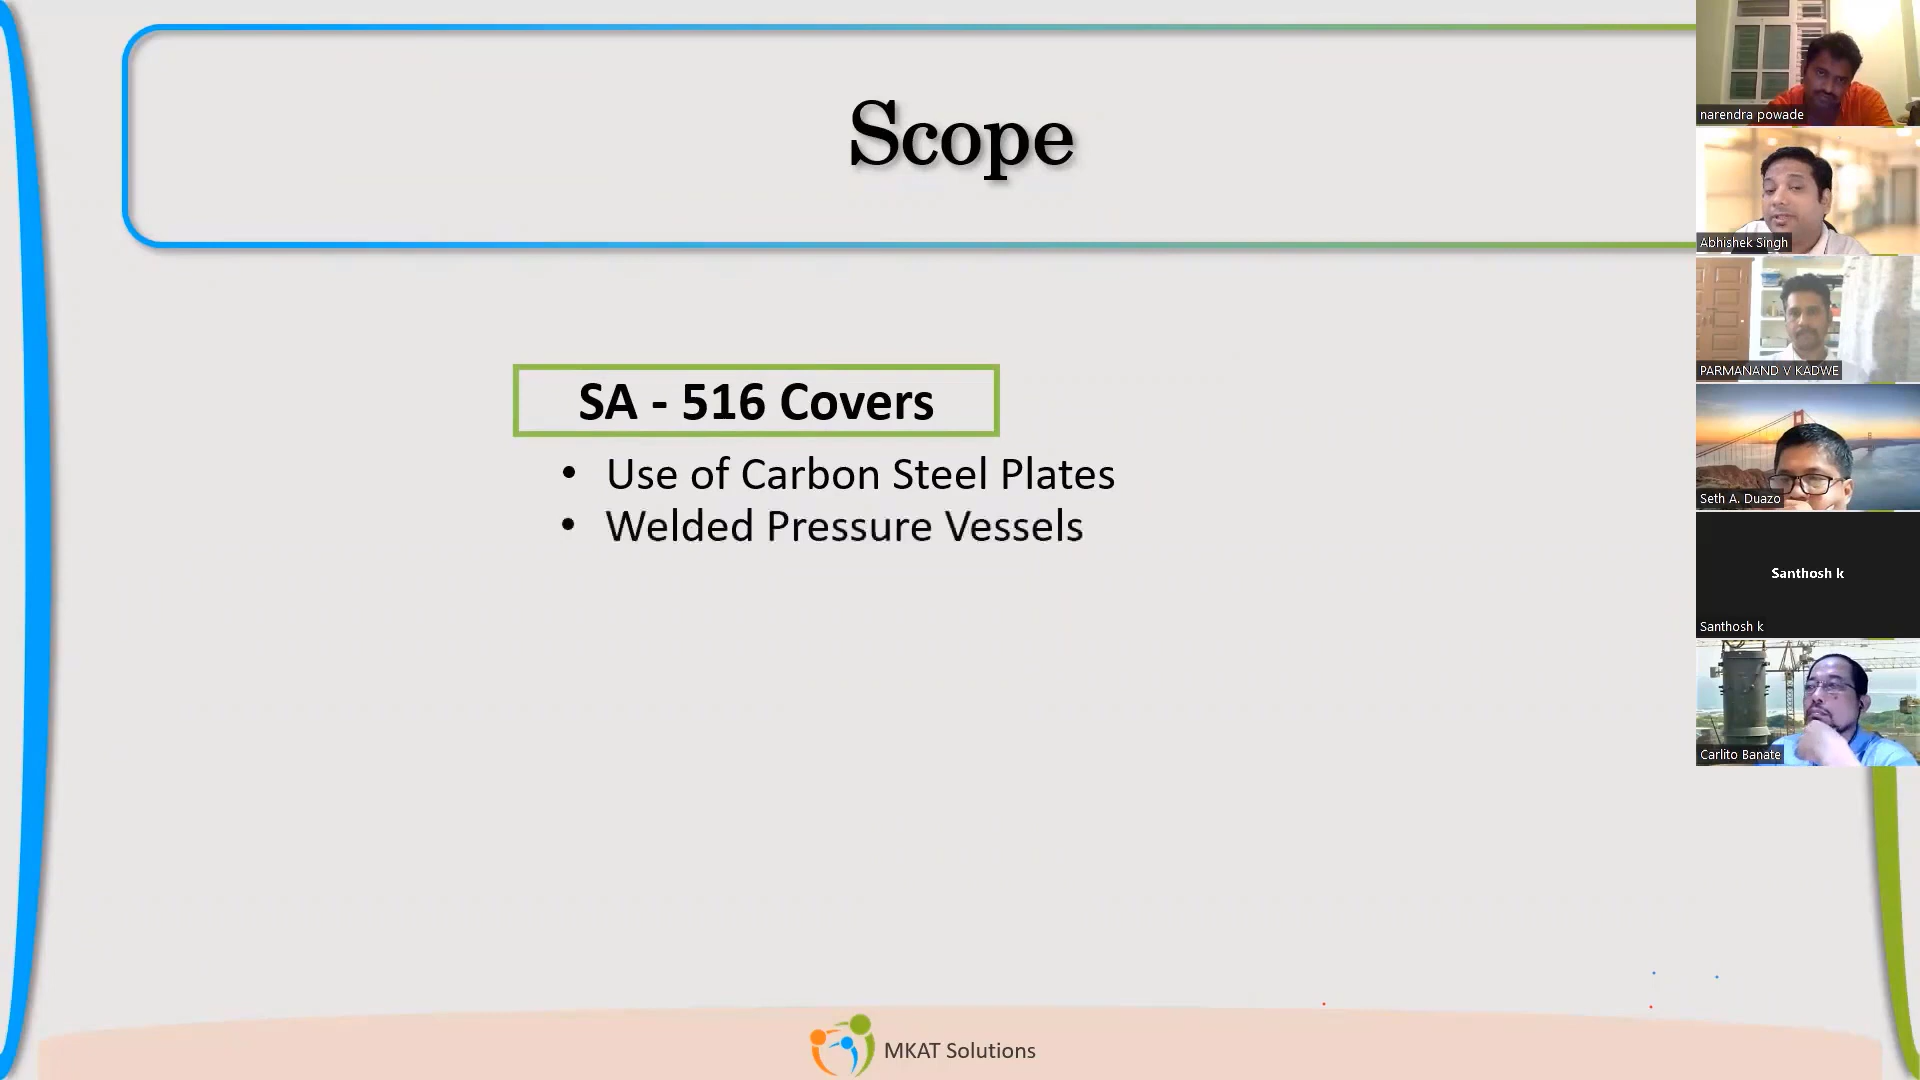 Scope
SA - 516 Covers
• Use of Carbon Steel Plates
• Welded Pressure Vessels
MKAT Solutions
narendra powade
Abhishek Singh
PARMANAND V KADWE
Seth A. Duazo
Santhosh k
Santhosh k
Carlito Banate